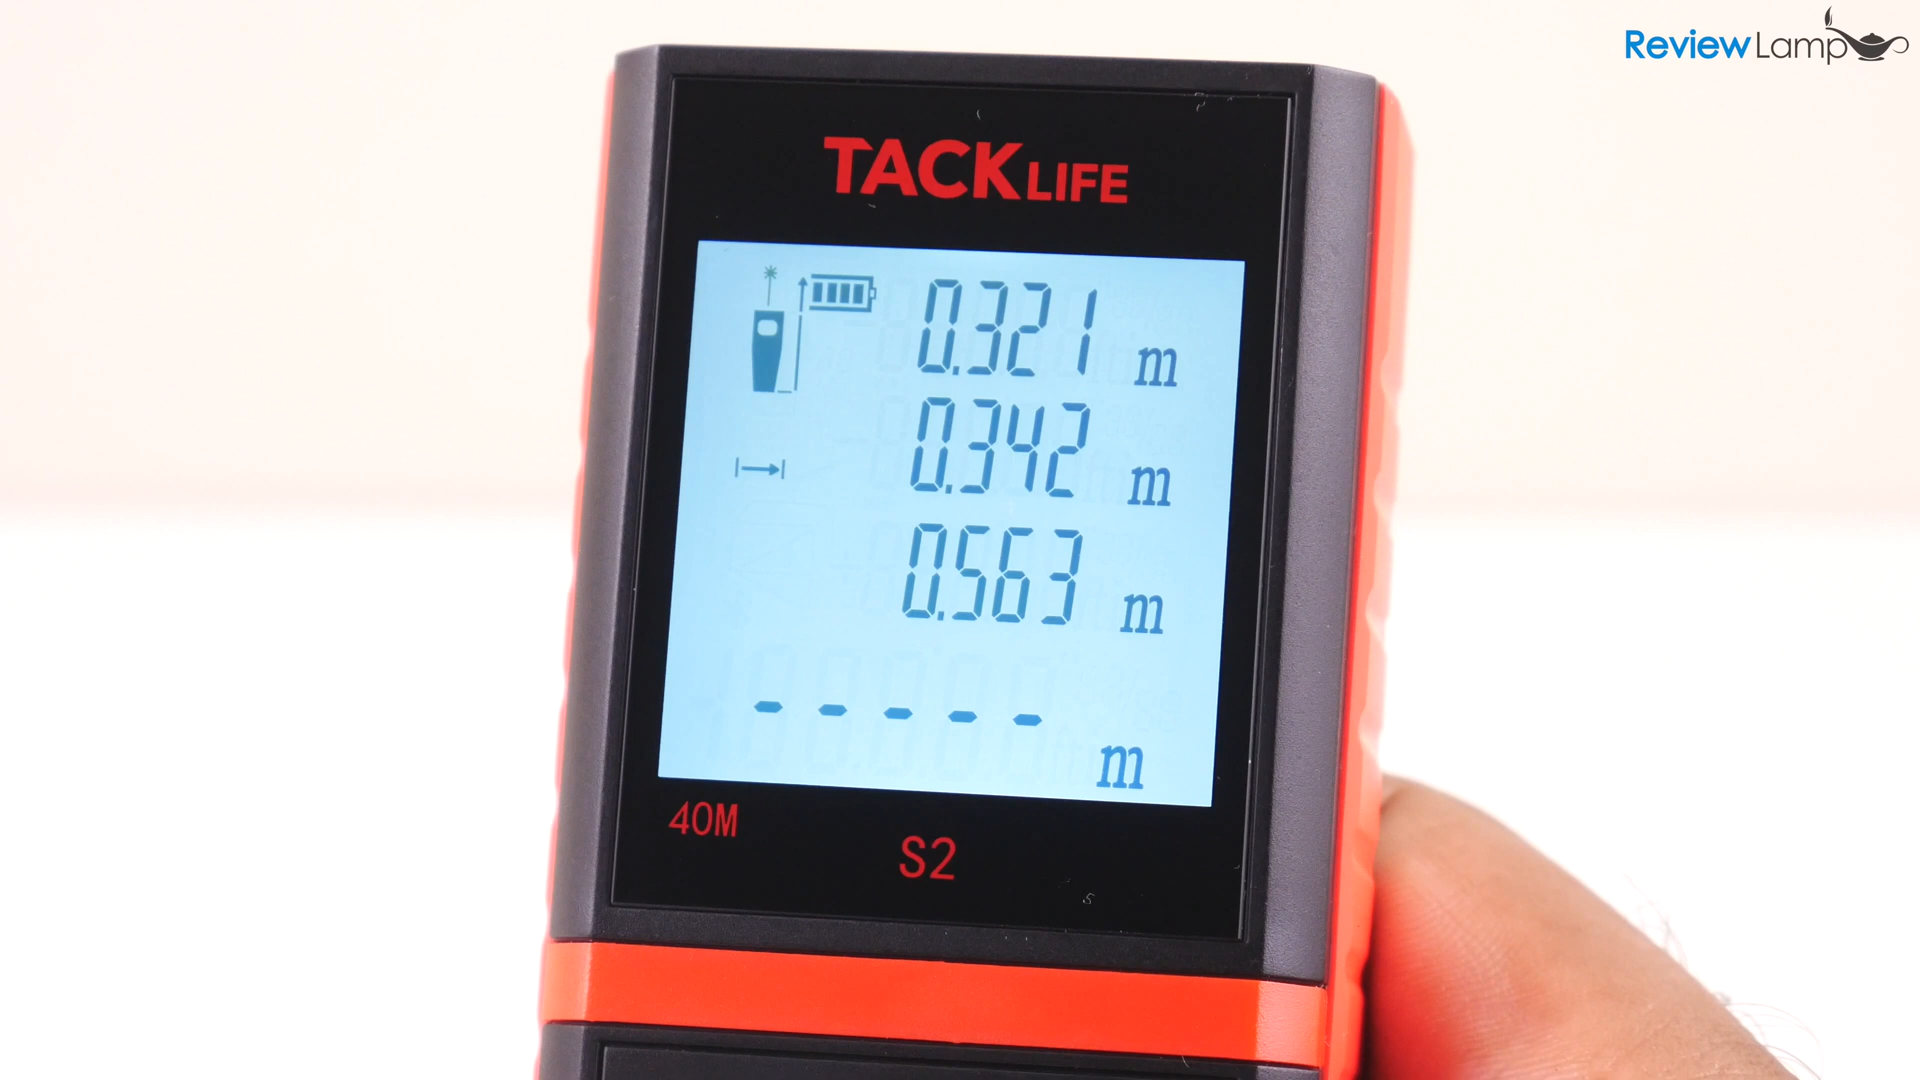 ReviewLamp
TACKLIFE
0.321 m
0.342 m
0.563 m
- - - - - m
40M
S2